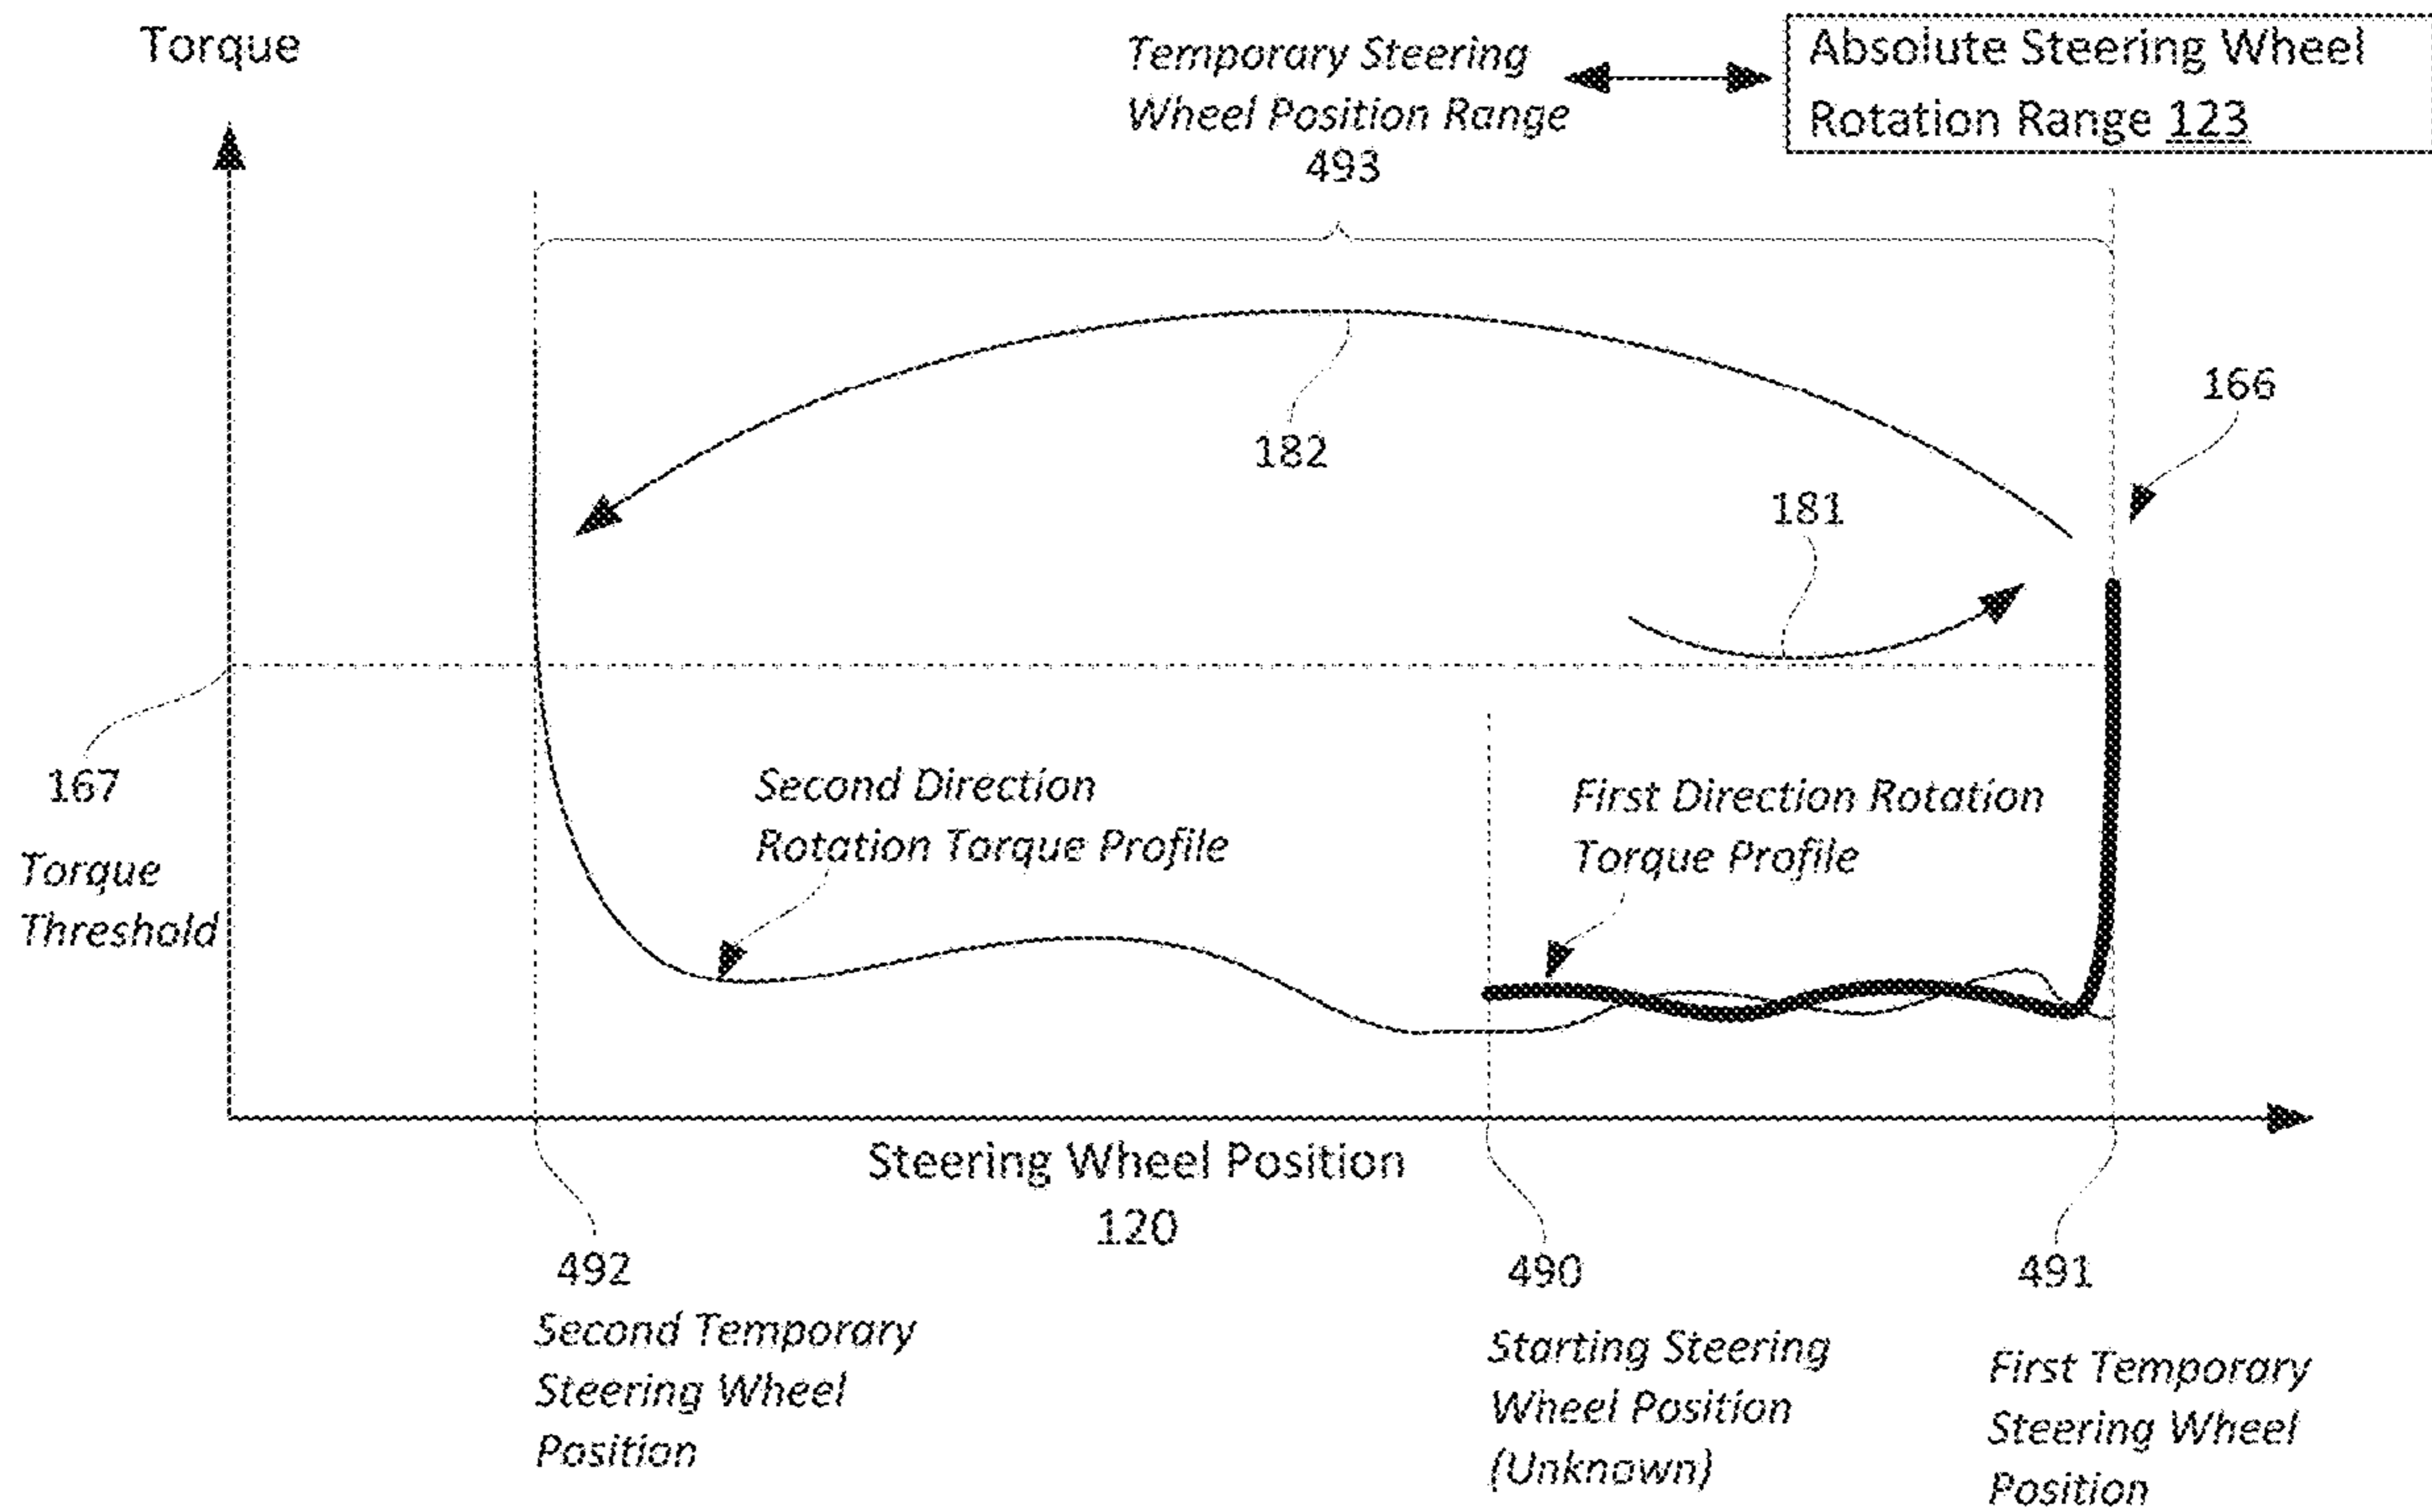 Torque
Temporary Steering
Wheel Position Range
493
Absolute Steering Wheel
Rotation Range 123
166
182
181
167
Torque
Threshold
Second Direction
Rotation Torque Profile
First Direction Rotation
Torque Profile
Steering Wheel Position
120
492
Second Temporary
Steering Wheel
Position
490
Starting Steering
Wheel Position
(Unknown)
491
First Temporary
Steering Wheel
Position